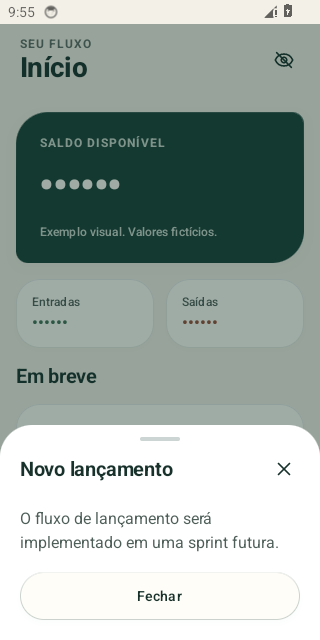 9:55
SEU FLUXO
Início
SALDO DISPONÍVEL
••••••
Exemplo visual. Valores fictícios.
Entradas
Saídas
••••••
••••••
Em breve
Novo lançamento
O fluxo de lançamento será
implementado em uma sprint futura.
Fechar